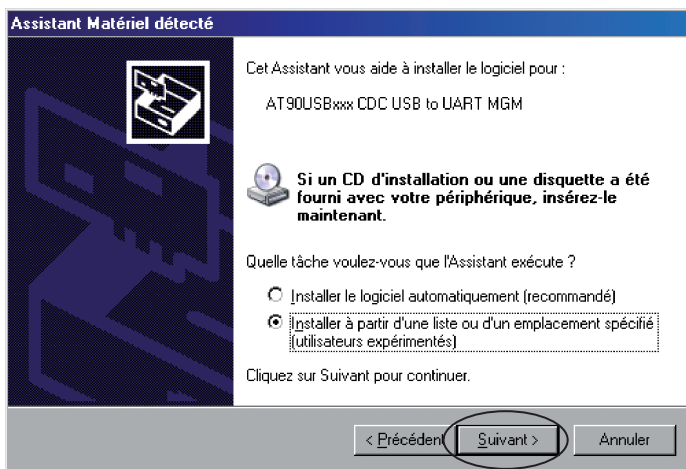 Assistant Matériel détecté
Cet Assistant vous aide à installer le logiciel pour :
AT90USBxxx CDC USB to UART MGM
Si un CD d'installation ou une disquette a été
fourni avec votre périphérique, insérez-le
maintenant.
Quelle tâche voulez-vous que l'Assistant exécute ?
Installer le logiciel automatiquement (recommandé)
Installer à partir d'une liste ou d'un emplacement spécifié
(utilisateurs expérimentés)
Cliquez sur Suivant pour continuer.
< Précédent Suivant > Annuler